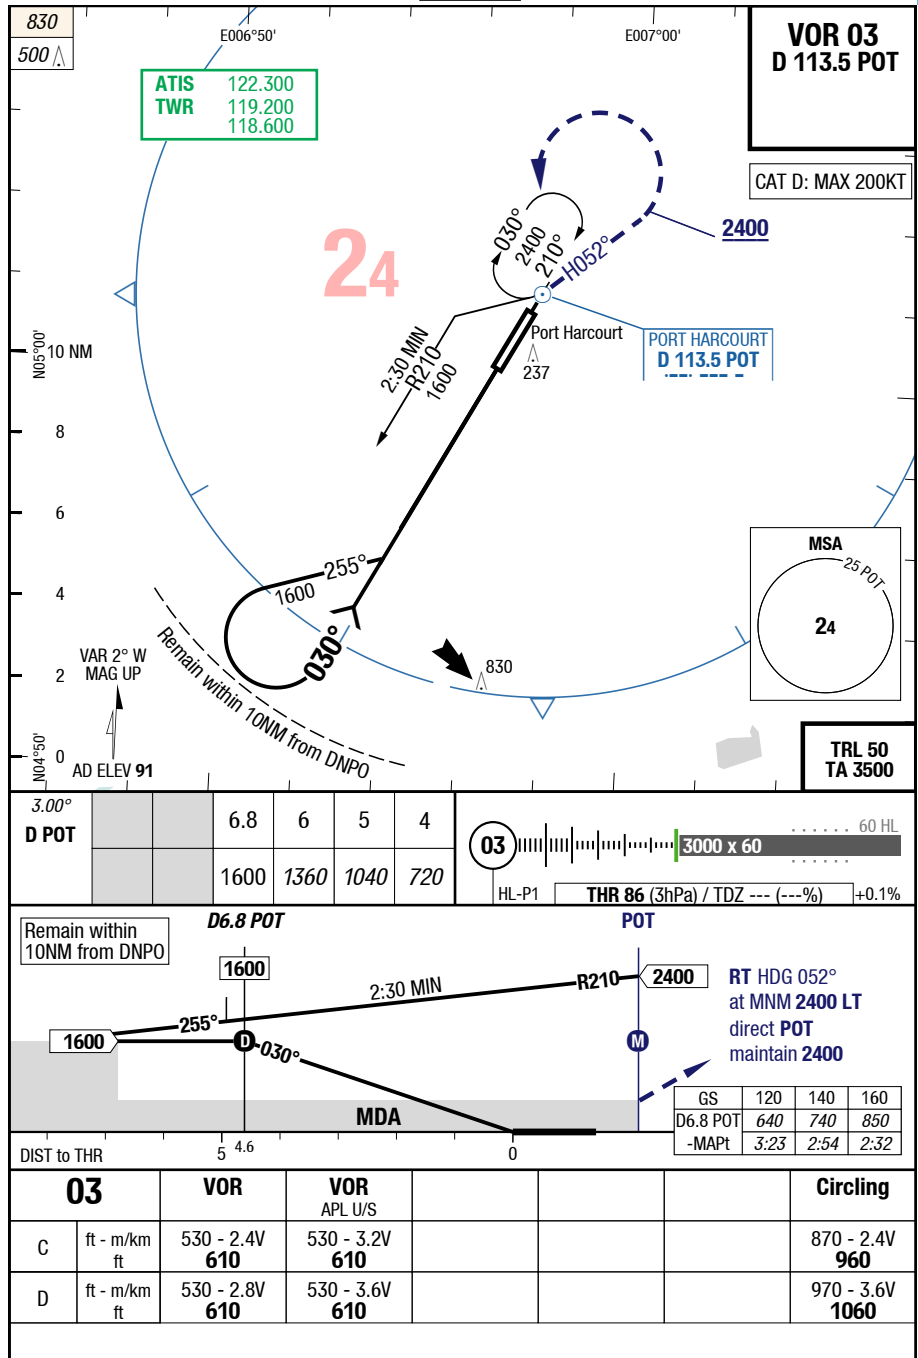 830
500
E006°50'
E007°00'
VOR 03
D 113.5 POT
ATIS 122.300
TWR 119.200
118.600
CAT D: MAX 200KT
2400
24
030°
2400
210°
H052°
Port Harcourt
237
PORT HARCOURT
D 113.5 POT
2:30 MIN
R210
1600
N05°00'
10 NM
8
6
4
2
0
N04°50'
255°
1600
030°
Remain within 10NM from DNPO
830
VAR 2° W
MAG UP
AD ELEV 91
MSA
25 POT
24
TRL 50
TA 3500
3.00°
D POT
6.8 6 5 4
1600 1360 1040 720
03
3000 x 60
60 HL
HL-P1
THR 86 (3hPa) / TDZ --- (---%)
+0.1%
Remain within
10NM from DNPO
D6.8 POT
POT
1600
2:30 MIN
R210
2400
255°
1600
D
030°
M
RT HDG 052°
at MNM 2400 LT
direct POT
maintain 2400
MDA
GS 120 140 160
D6.8 POT 640 740 850
-MAPt 3:23 2:54 2:32
DIST to THR
5 4.6 0
03 VOR VOR Circling
APL U/S
C ft - m/km 530 - 2.4V 530 - 3.2V 870 - 2.4V
ft 610 610 960
D ft - m/km 530 - 2.8V 530 - 3.6V 970 - 3.6V
ft 610 610 1060